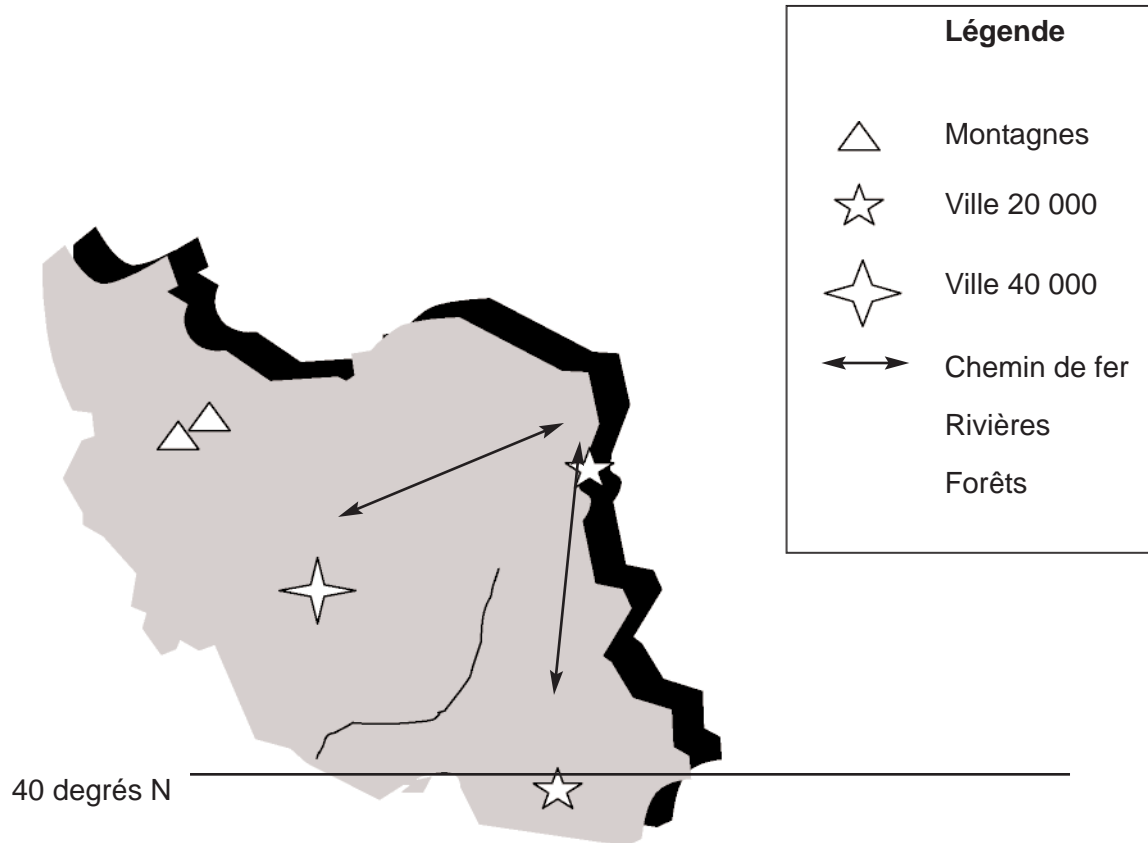 Légende
Montagnes
Ville 20 000
Ville 40 000
Chemin de fer
Rivières
Forêts
40 degrés N